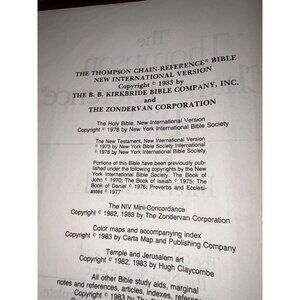 THE THOMPSON CHAIN-REFERENCE® BIBLE
NEW INTERNATIONAL VERSION
Copyright © 1983 by
THE B. B. KIRKBRIDE BIBLE COMPANY, INC.
and
THE ZONDERVAN CORPORATION
The Holy Bible, New International Version
Copyright © 1978 by New York International Bible Society
The New Testament, New International Version
© 1973 by New York International Bible Society
© 1978 by New York International Bible Society
Portions of this Bible have been previously pub-
lished under the following copyrights by the New
York International Bible Society. The Book of
John © 1970; The Book of Isaiah © 1975; The
Book of Daniel © 1976; Proverbs and Ecclesi-
astes © 1977
The NIV Mini-Concordance
Copyright © 1982, 1983 by The Zondervan Corporation
Color maps and accompanying index
Copyright © 1983 by Carta Map and Publishing Company
Temple and Jerusalem art
Copyright © 1982, 1983 by Hugh Claycombe
All other Bible study aids, marginal
notes and references, articles, indexes,
Copyright © 1983 by The